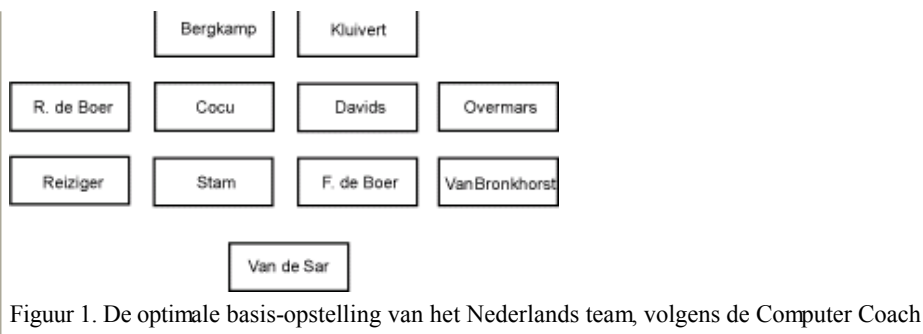 Bergkamp Kluivert
R. de Boer Cocu Davids Overmars
Reiziger Stam F. de Boer VanBronkhorst
Van de Sar
Figuur 1. De optimale basis-opstelling van het Nederlands team, volgens de Computer Coach